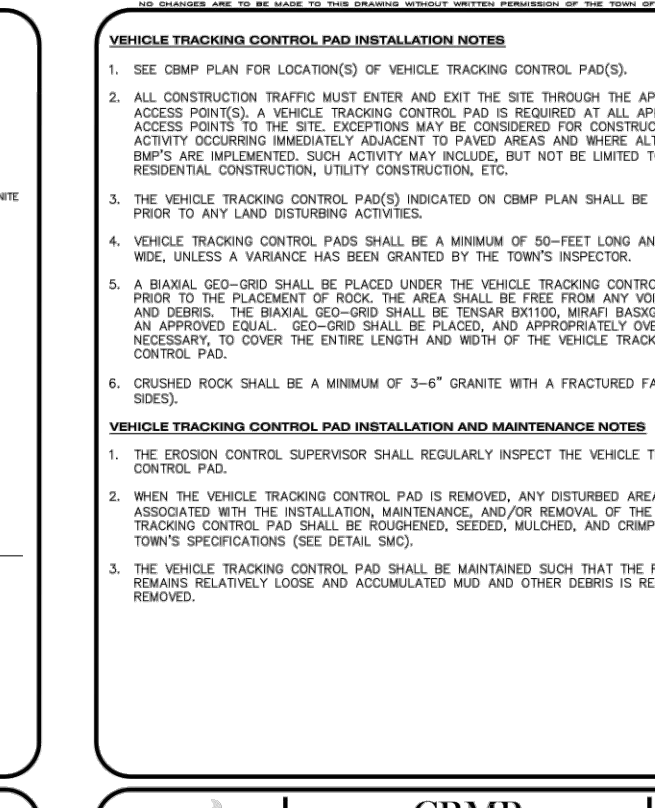 NO CHANGES ARE TO BE MADE TO THIS DRAWING WITHOUT WRITTEN PERMISSION OF THE TOWN OF
NITE
VEHICLE TRACKING CONTROL PAD INSTALLATION NOTES
1. SEE CBMP PLAN FOR LOCATION(S) OF VEHICLE TRACKING CONTROL PAD(S).
2. ALL CONSTRUCTION TRAFFIC MUST ENTER AND EXIT THE SITE THROUGH THE AP
ACCESS POINT(S). A VEHICLE TRACKING CONTROL PAD IS REQUIRED AT ALL AP
ACCESS POINTS TO THE SITE. EXCEPTIONS MAY BE CONSIDERED FOR CONSTRUC
ACTIVITY OCCURRING IMMEDIATELY ADJACENT TO PAVED AREAS AND WHERE ALT
BMP'S ARE IMPLEMENTED. SUCH ACTIVITY MAY INCLUDE, BUT NOT BE LIMITED T
RESIDENTIAL CONSTRUCTION, UTILITY CONSTRUCTION, ETC.
3. THE VEHICLE TRACKING CONTROL PAD(S) INDICATED ON CBMP PLAN SHALL BE
PRIOR TO ANY LAND DISTURBING ACTIVITIES.
4. VEHICLE TRACKING CONTROL PADS SHALL BE A MINIMUM OF 50-FEET LONG AN
WIDE, UNLESS A VARIANCE HAS BEEN GRANTED BY THE TOWN'S INSPECTOR.
5. A BIAXIAL GEO-GRID SHALL BE PLACED UNDER THE VEHICLE TRACKING CONTRO
PRIOR TO THE PLACEMENT OF ROCK. THE AREA SHALL BE FREE FROM ANY VOI
AND DEBRIS. THE BIAXIAL GEO-GRID SHALL BE TENSAR BX1100, MIRAFI BASXG
AN APPROVED EQUAL. GEO-GRID SHALL BE PLACED, AND APPROPRIATELY OVE
NECESSARY, TO COVER THE ENTIRE LENGTH AND WIDTH OF THE VEHICLE TRACK
CONTROL PAD.
6. CRUSHED ROCK SHALL BE A MINIMUM OF 3-6" GRANITE WITH A FRACTURED FA
SIDES).
VEHICLE TRACKING CONTROL PAD INSTALLATION AND MAINTENANCE NOTES
1. THE EROSION CONTROL SUPERVISOR SHALL REGULARLY INSPECT THE VEHICLE T
CONTROL PAD.
2. WHEN THE VEHICLE TRACKING CONTROL PAD IS REMOVED, ANY DISTURBED AREA
ASSOCIATED WITH THE INSTALLATION, MAINTENANCE, AND/OR REMOVAL OF THE
TRACKING CONTROL PAD SHALL BE ROUGHENED, SEEDED, MULCHED, AND CRIMP
TOWN'S SPECIFICATIONS (SEE DETAIL SMC).
3. THE VEHICLE TRACKING CONTROL PAD SHALL BE MAINTAINED SUCH THAT THE
REMAINS RELATIVELY LOOSE AND ACCUMULATED MUD AND OTHER DEBRIS IS RE
REMOVED.
CBMP